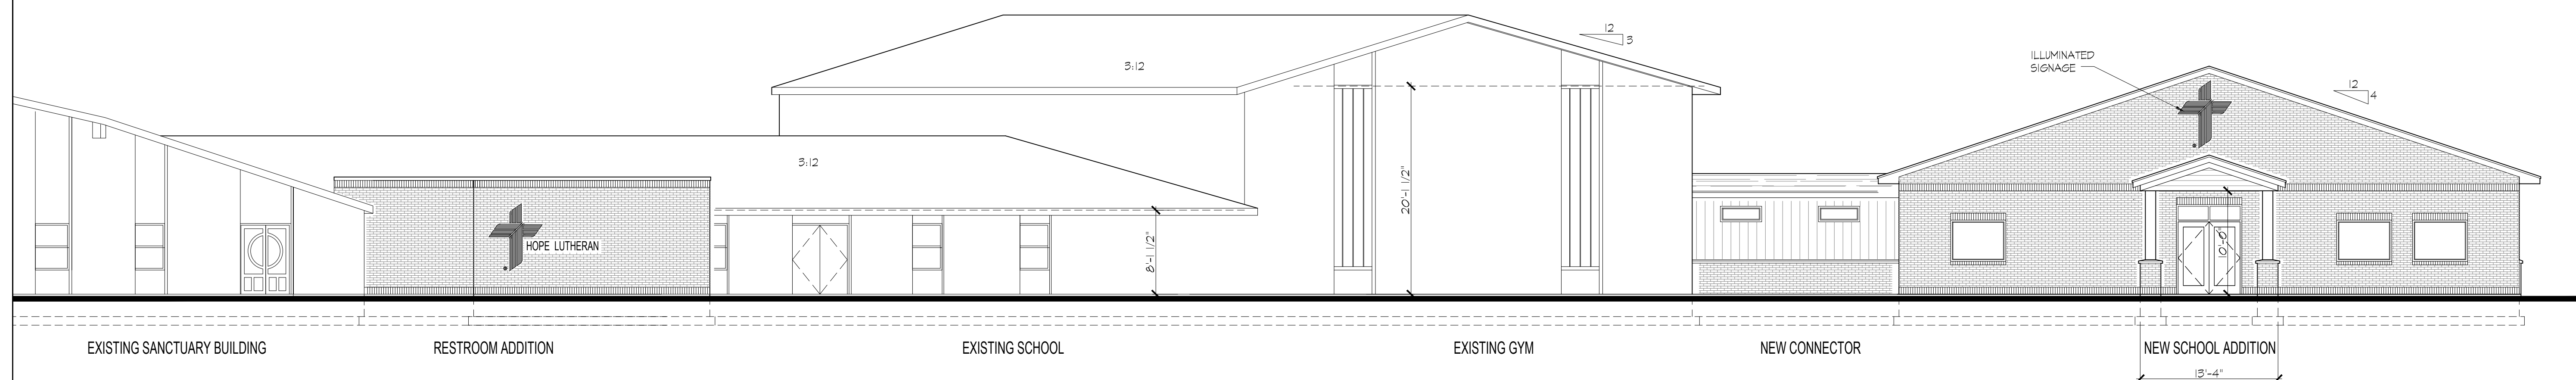 12
3
3:12
ILLUMINATED
SIGNAGE
12
4
3:12
20'-1 1/2"
HOPE LUTHERAN
8'-1 1/2"
10'-0"
EXISTING SANCTUARY BUILDING
RESTROOM ADDITION
EXISTING SCHOOL
EXISTING GYM
NEW CONNECTOR
NEW SCHOOL ADDITION
13'-4"